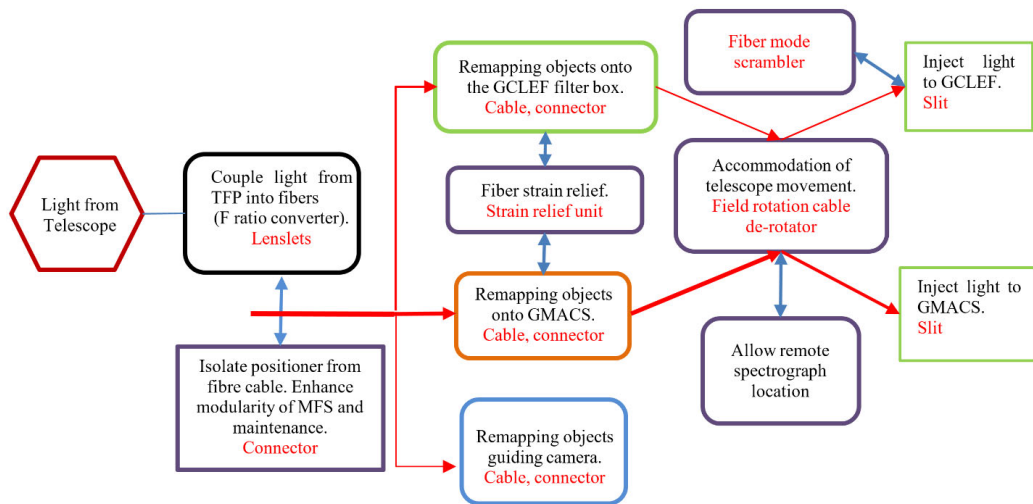 Light from
Telescope
Couple light from
TFP into fibers
(F ratio converter).
Lenslets
Isolate positioner from
fibre cable. Enhance
modularity of MFS and
maintenance.
Connector
Remapping objects onto
the GCLEF filter box.
Cable, connector
Fiber strain relief.
Strain relief unit
Remapping objects
onto GMACS.
Cable, connector
Remapping objects
guiding camera.
Cable, connector
Fiber mode
scrambler
Accommodation of
telescope movement.
Field rotation cable
de-rotator
Allow remote
spectrograph
location
Inject light
to GCLEF.
Slit
Inject light to
GMACS.
Slit